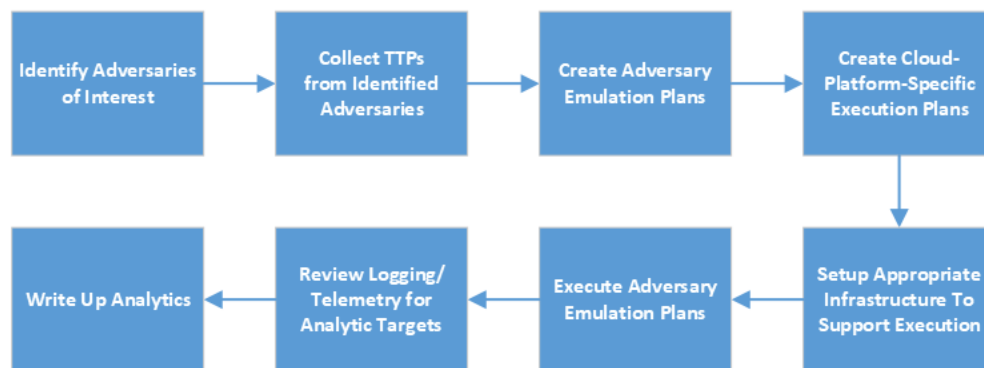 Identify Adversaries
of Interest
Collect TTPs
from Identified
Adversaries
Create Adversary
Emulation Plans
Create Cloud-
Platform-Specific
Execution Plans
Setup Appropriate
Infrastructure To
Support Execution
Execute Adversary
Emulation Plans
Review Logging/
Telemetry for
Analytic Targets
Write Up Analytics